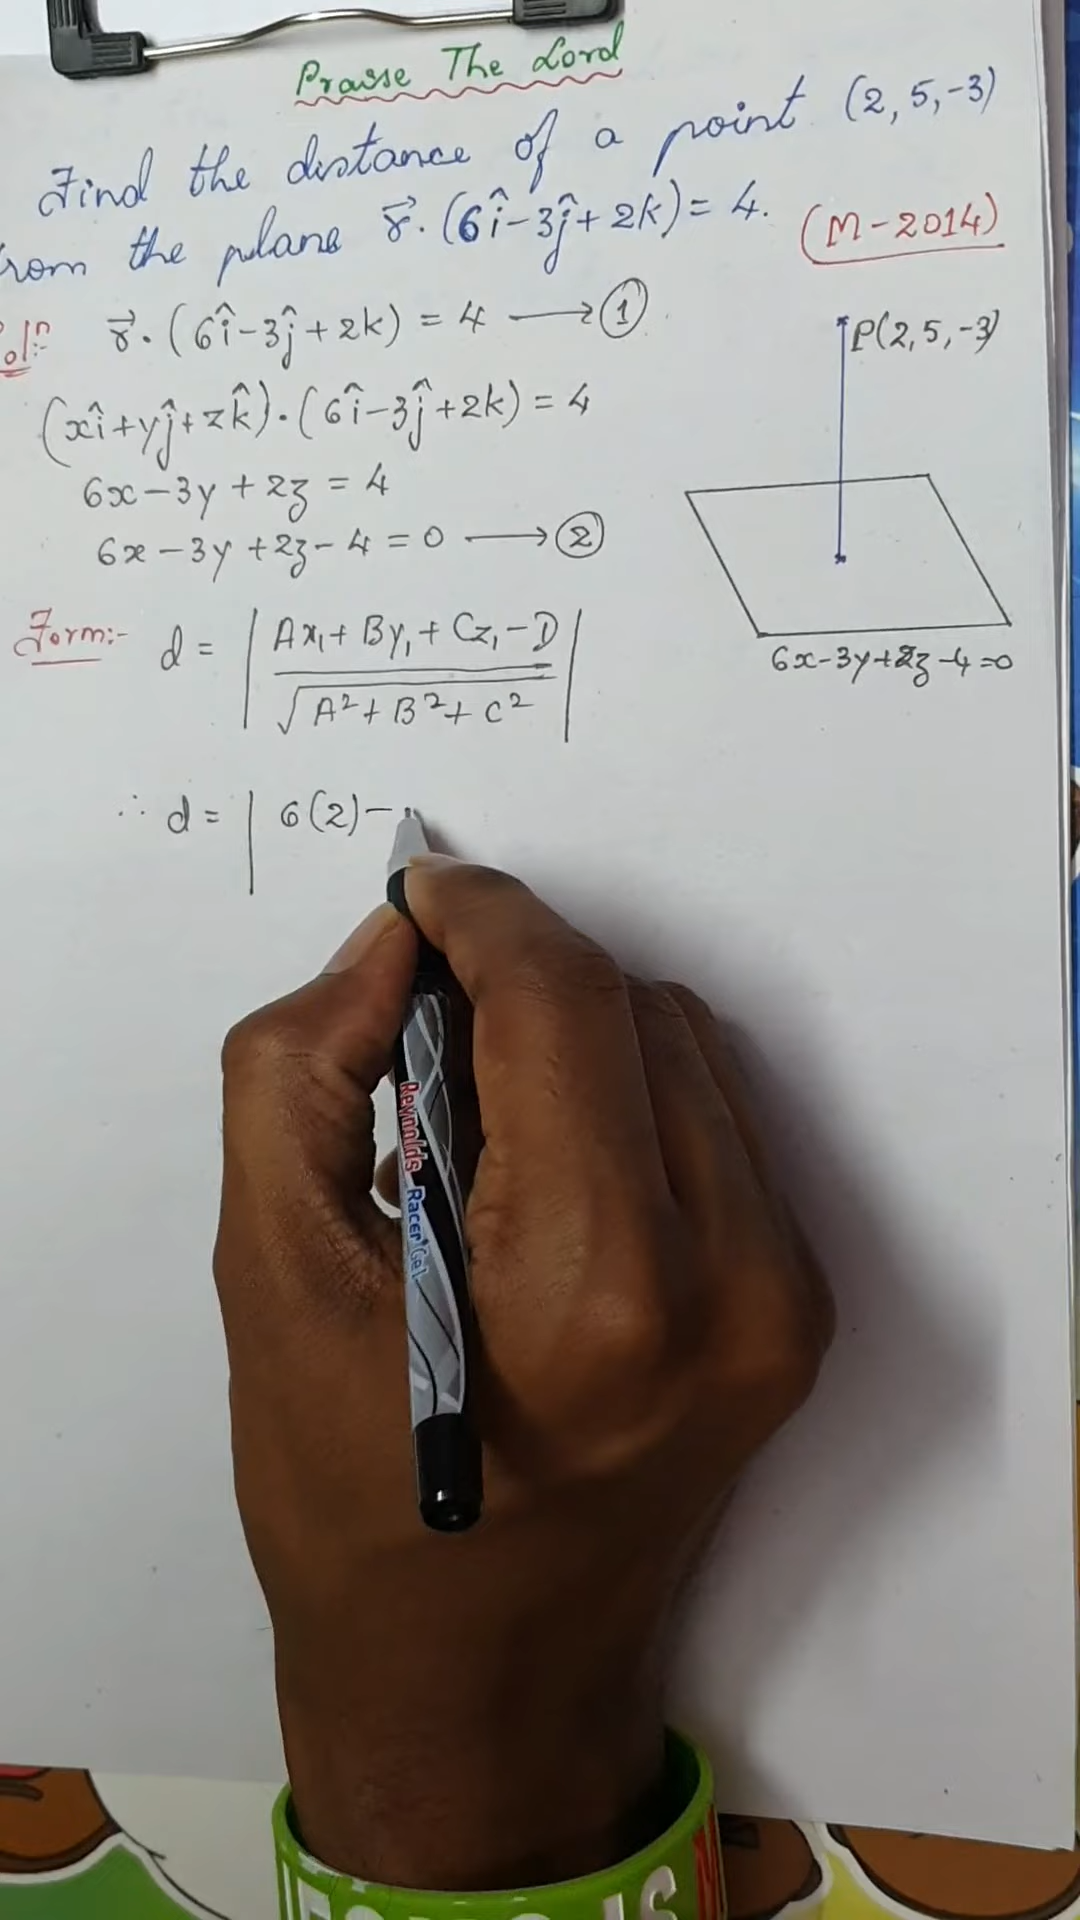 Praise The Lord
Find the distance of a point (2, 5, -3)
from the plane r⃗. (6î - 3ĵ + 2k) = 4. (M-2014)
Soln:- r⃗. (6î - 3ĵ + 2k) = 4 ⟶ ①
(xî + yĵ + zk̂) . (6î - 3ĵ + 2k) = 4
6x - 3y + 2z = 4
6x - 3y + 2z - 4 = 0 ⟶ ②
P(2, 5, -3)
6x - 3y + 2z - 4 = 0
Form:- d = | Ax₁ + By₁ + Cz₁ - D |
√A² + B² + C²
∴ d = | 6(2) -
Reynolds Racer Gel